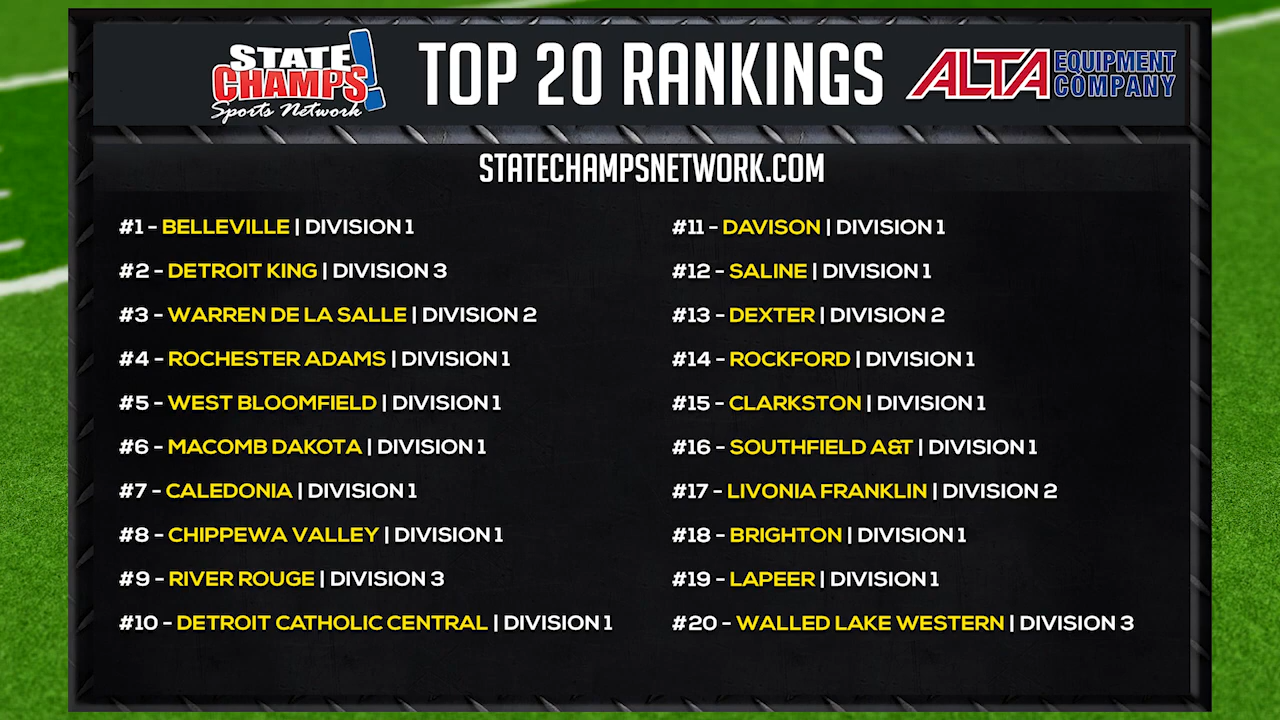 STATE CHAMPS!
Sports Network
TOP 20 RANKINGS
ALTA EQUIPMENT COMPANY
STATECHAMPSNETWORK.COM
#1 - BELLEVILLE | DIVISION 1
#2 - DETROIT KING | DIVISION 3
#3 - WARREN DE LA SALLE | DIVISION 2
#4 - ROCHESTER ADAMS | DIVISION 1
#5 - WEST BLOOMFIELD | DIVISION 1
#6 - MACOMB DAKOTA | DIVISION 1
#7 - CALEDONIA | DIVISION 1
#8 - CHIPPEWA VALLEY | DIVISION 1
#9 - RIVER ROUGE | DIVISION 3
#10 - DETROIT CATHOLIC CENTRAL | DIVISION 1
#11 - DAVISON | DIVISION 1
#12 - SALINE | DIVISION 1
#13 - DEXTER | DIVISION 2
#14 - ROCKFORD | DIVISION 1
#15 - CLARKSTON | DIVISION 1
#16 - SOUTHFIELD A&T | DIVISION 1
#17 - LIVONIA FRANKLIN | DIVISION 2
#18 - BRIGHTON | DIVISION 1
#19 - LAPEER | DIVISION 1
#20 - WALLED LAKE WESTERN | DIVISION 3